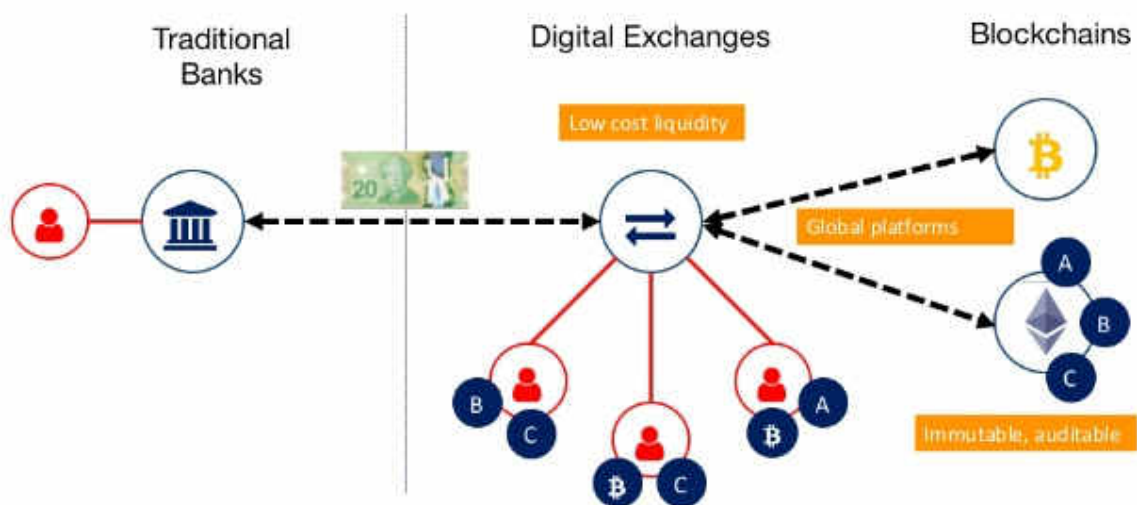 Traditional
Banks
Digital Exchanges
Blockchains
Low cost liquidity
20
Global platforms
A
B
C
B
C
A
₿
₿
C
₿
Immutable, auditable